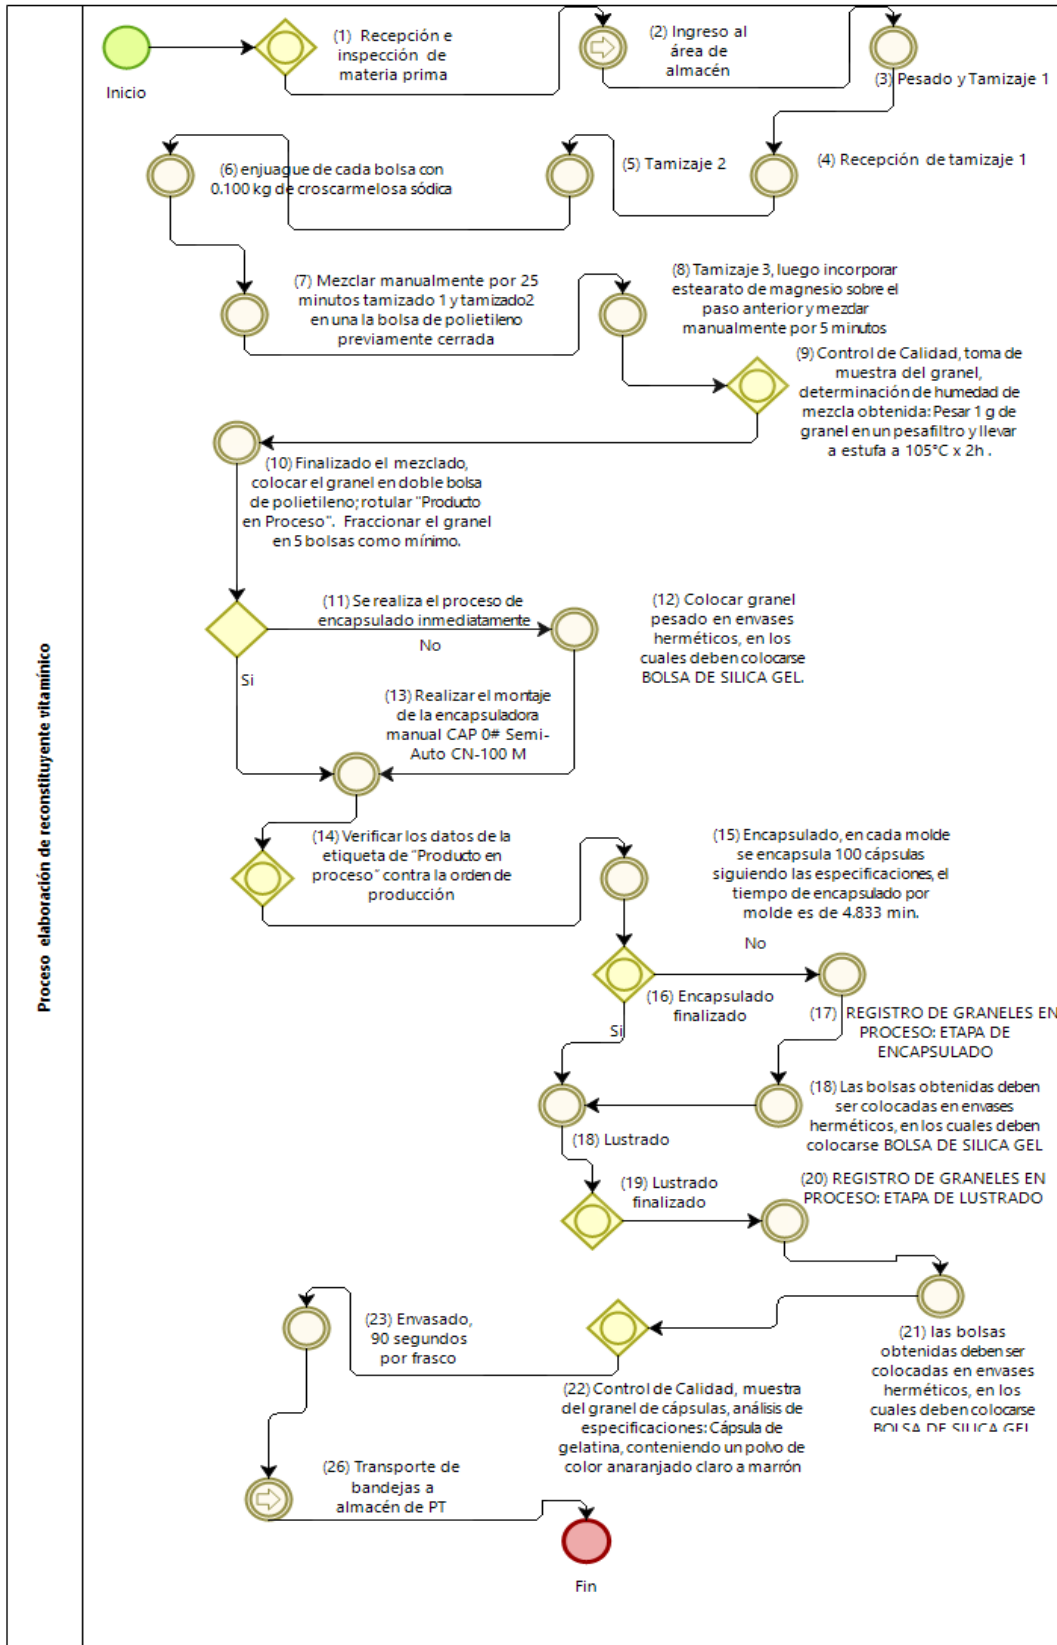 Proceso elaboración de reconstituyente vitamínico
Inicio
(1) Recepción e
inspección de
materia prima
(2) Ingreso al
área de
almacén
(3) Pesado y Tamizaje 1
(4) Recepción de tamizaje 1
(5) Tamizaje 2
(6) enjuague de cada bolsa con
0.100 kg de croscarmelosa sódica
(7) Mezclar manualmente por 25
minutos tamizado 1 y tamizado2
en una la bolsa de polietileno
previamente cerrada
(8) Tamizaje 3, luego incorporar
estearato de magnesio sobre el
paso anterior y mezclar
manualmente por 5 minutos
(9) Control de Calidad, toma de
muestra del granel,
determinación de humedad de
mezcla obtenida: Pesar 1 g de
granel en un pesafiltro y llevar
a estufa a 105°C x 2h .
(10) Finalizado el mezclado,
colocar el granel en doble bolsa
de polietileno; rotular "Producto
en Proceso". Fraccionar el granel
en 5 bolsas como mínimo.
(11) Se realiza el proceso de
encapsulado inmediatamente
No
Si
(12) Colocar granel
pesado en envases
herméticos, en los
cuales deben colocarse
BOLSA DE SILICA GEL.
(13) Realizar el montaje
de la encapsuladora
manual CAP 0# Semi-
Auto CN-100 M
(14) Verificar los datos de la
etiqueta de "Producto en
proceso" contra la orden de
producción
(15) Encapsulado, en cada molde
se encapsula 100 cápsulas
siguiendo las especificaciones, el
tiempo de encapsulado por
molde es de 4.833 min.
No
(16) Encapsulado
finalizado
Si
(17) REGISTRO DE GRANELES EN
PROCESO: ETAPA DE
ENCAPSULADO
(18) Las bolsas obtenidas deben
ser colocadas en envases
herméticos, en los cuales deben
colocarse BOLSA DE SILICA GEL
(18) Lustrado
(19) Lustrado
finalizado
(20) REGISTRO DE GRANELES EN
PROCESO: ETAPA DE LUSTRADO
(21) las bolsas
obtenidas deben ser
colocadas en envases
herméticos, en los
cuales deben colocarse
BOLSA DE SILICA GEL
(22) Control de Calidad, muestra
del granel de cápsulas, análisis de
especificaciones: Cápsula de
gelatina, conteniendo un polvo de
color anaranjado claro a marrón
(23) Envasado,
90 segundos
por frasco
(26) Transporte de
bandejas a
almacén de PT
Fin